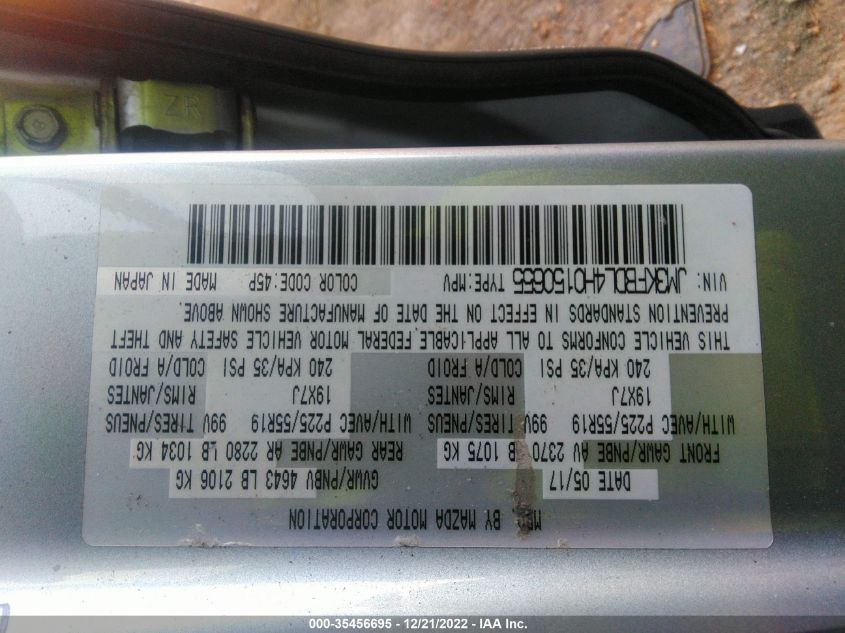 MFD BY MAZDA MOTOR CORPORATION
DATE 05/17 GVWR/PNBV 4643 LB 2106 KG
FRONT GAWR/PNBE AV 2370 LB 1075 KG REAR GAWR/PNBE AR 2280 LB 1034 KG
WITH/AVEC P225/55R19 99V TIRES/PNEUS WITH/AVEC P225/55R19 99V TIRES/PNEUS
19X7J RIMS/JANTES 19X7J RIMS/JANTES
240 KPA/35 PSI COLD/A FROID 240 KPA/35 PSI COLD/A FROID
THIS VEHICLE CONFORMS TO ALL APPLICABLE FEDERAL MOTOR VEHICLE SAFETY AND THEFT
PREVENTION STANDARDS IN EFFECT ON THE DATE OF MANUFACTURE SHOWN ABOVE.
VIN: JM3KFBDL4H0150655 TYPE:MPV COLOR CODE:45P MADE IN JAPAN
ZR
000-35456695 - 12/21/2022 - IAA Inc.